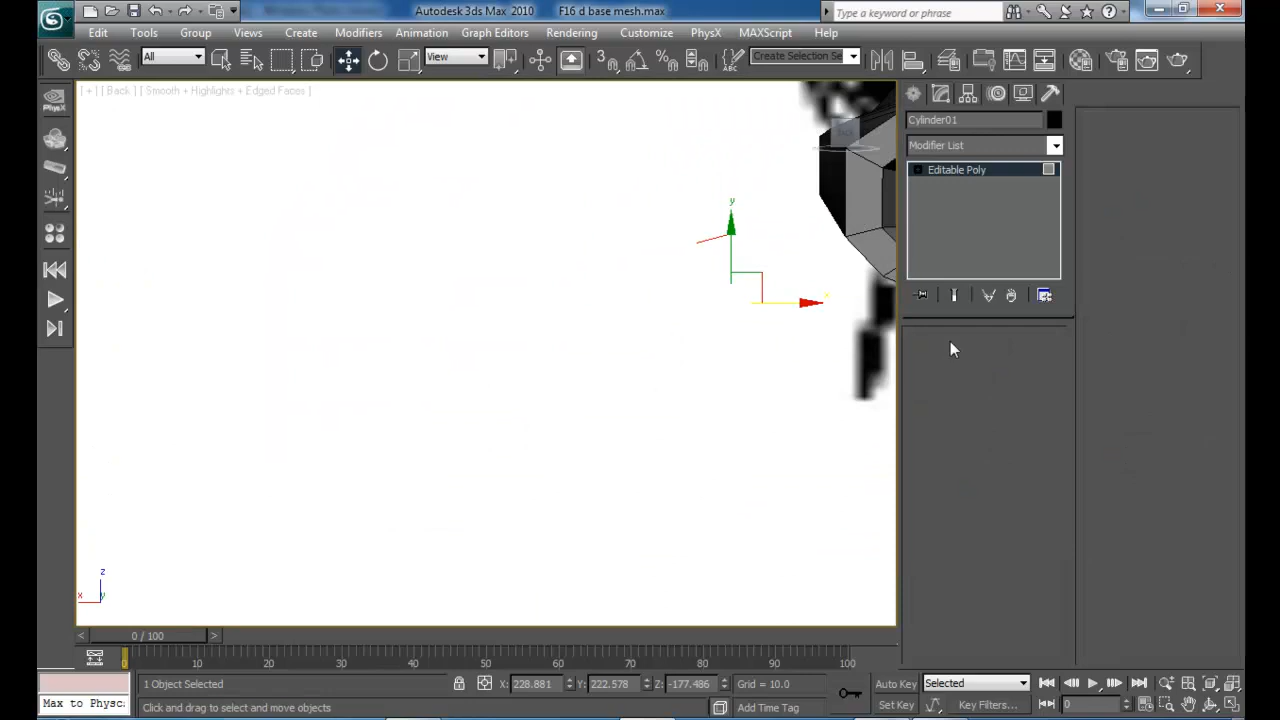 Autodesk 3ds Max 2010 F16 d base mesh.max
Type a keyword or phrase
Edit Tools Group Views Create Modifiers Animation Graph Editors Rendering Customize PhysX MAXScript Help
All
View
3
Create Selection Se
[ + ] [ Back ] [ Smooth + Highlights + Edged Faces ]
PhysX
BACK
Cylinder01
Modifier List
Editable Poly
y
z
x
y
< 0 / 100 >
0 10 20 30 40 50 60 70 80 90 100
1 Object Selected X: 228.881 Y: 222.578 Z: -177.486 Grid = 10.0 Auto Key Selected
Max to Physc: Click and drag to select and move objects Add Time Tag Set Key Key Filters... 0